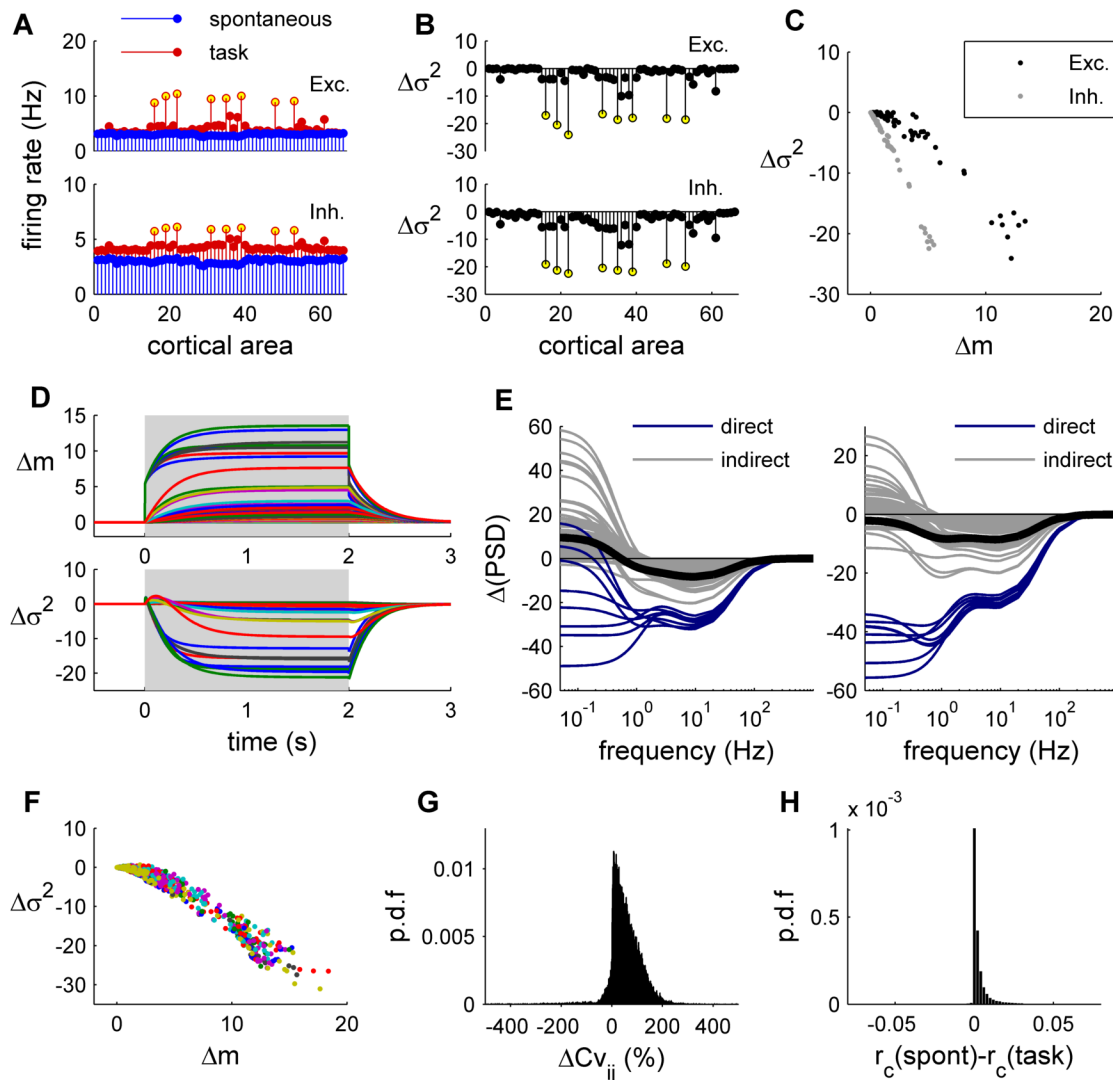 A
spontaneous
task
firing rate (Hz)
20
10
0
Exc.
10
5
0
Inh.
0 20 40 60
cortical area
B
Δσ²
10
0
-10
-20
-30
Exc.
Δσ²
10
0
-10
-20
-30
Inh.
0 20 40 60
cortical area
C
Exc.
Inh.
Δσ²
10
0
-10
-20
-30
0 10 20
Δm
D
Δm
15
10
5
0
0 1 2 3
Δσ²
0
-10
-20
0 1 2 3
time (s)
E
Δ(PSD)
60
40
20
0
-20
-40
-60
direct
indirect
10⁻¹ 10⁰ 10¹ 10²
frequency (Hz)
40
20
0
-20
-40
-60
direct
indirect
10⁻¹ 10⁰ 10¹ 10²
frequency (Hz)
F
Δσ²
10
0
-10
-20
-30
0 10 20
Δm
G
p.d.f
0.01
0.005
0
-400 -200 0 200 400
ΔCvᵢᵢ (%)
H
x 10⁻³
p.d.f
1
0.5
0
-0.05 0 0.05
r_c(spont)-r_c(task)